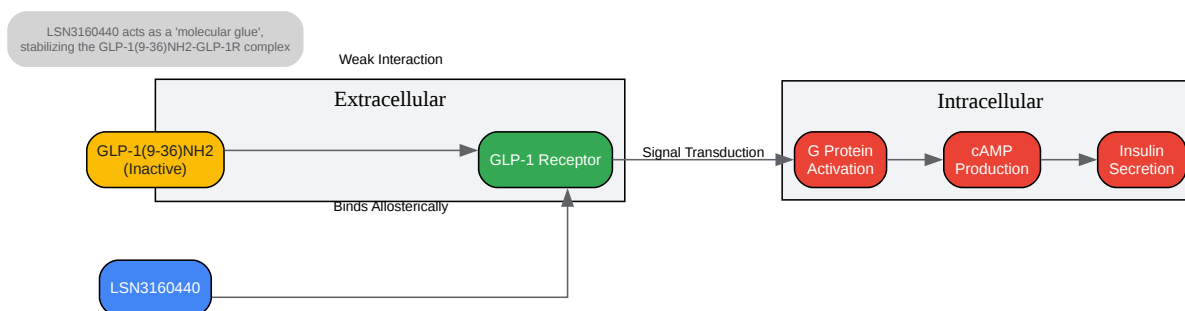 LSN3160440 acts as a 'molecular glue',
stabilizing the GLP-1(9-36)NH2-GLP-1R complex
Weak Interaction
Extracellular
Intracellular
GLP-1(9-36)NH2
(Inactive)
GLP-1 Receptor
Signal Transduction
G Protein
Activation
cAMP
Production
Insulin
Secretion
Binds Allosterically
LSN3160440